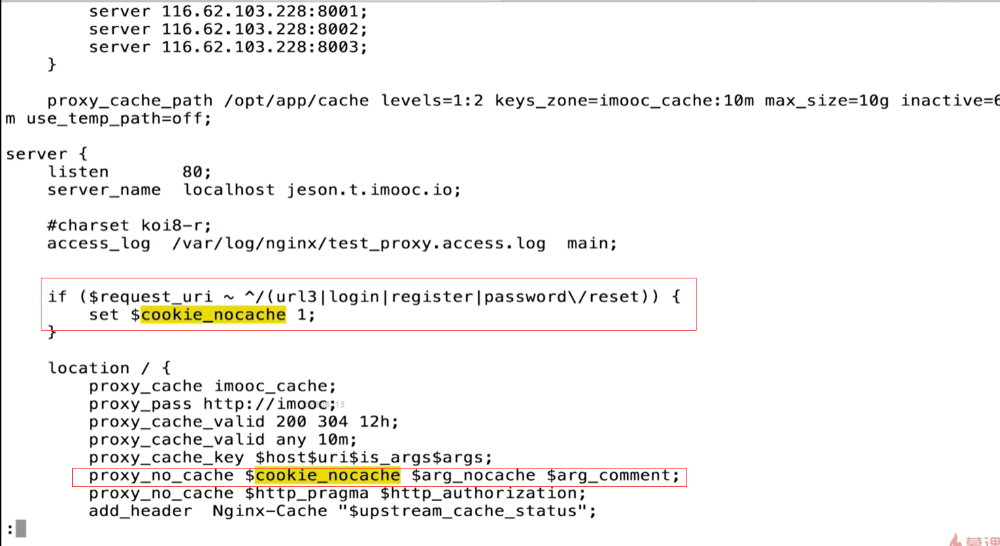 server 116.62.103.228:8001;
server 116.62.103.228:8002;
server 116.62.103.228:8003;
}
proxy_cache_path /opt/app/cache levels=1:2 keys_zone=imooc_cache:10m max_size=10g inactive=6
m use_temp_path=off;
server {
listen 80;
server_name localhost jeson.t.imooc.io;
#charset koi8-r;
access_log /var/log/nginx/test_proxy.access.log main;
if ($request_uri ~ ^/(url3|login|register|password\/reset)) {
set $cookie_nocache 1;
}
location / {
proxy_cache imooc_cache;
proxy_pass http://imooc;
proxy_cache_valid 200 304 12h;
proxy_cache_valid any 10m;
proxy_cache_key $host$uri$is_args$args;
proxy_no_cache $cookie_nocache $arg_nocache $arg_comment;
proxy_no_cache $http_pragma $http_authorization;
add_header Nginx-Cache "$upstream_cache_status";
: